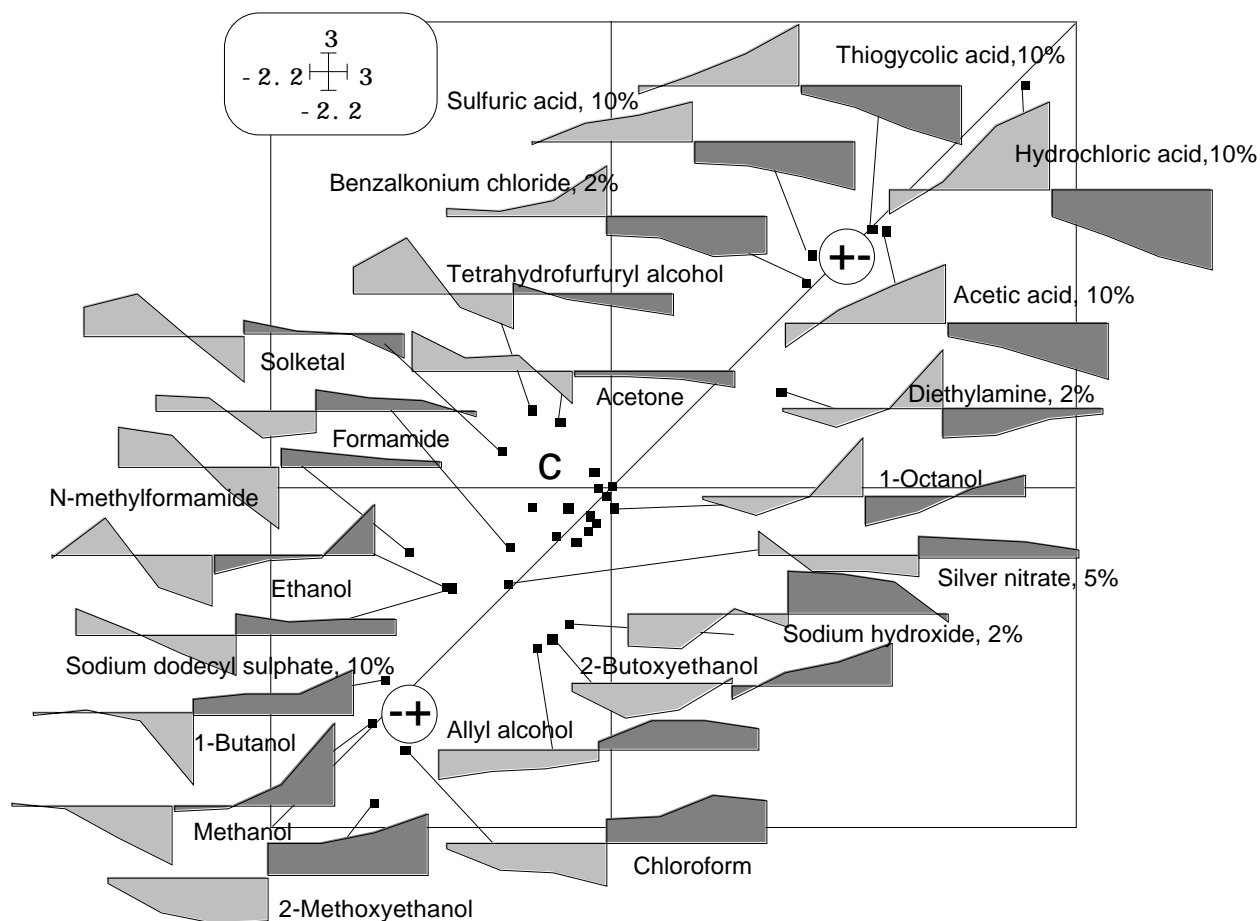 3
-2.2 3
-2.2
Thiogycolic acid,10%
Sulfuric acid, 10%
Hydrochloric acid,10%
Benzalkonium chloride, 2%
+-
Tetrahydrofurfuryl alcohol
Acetic acid, 10%
Solketal
Acetone
Diethylamine, 2%
Formamide
C
1-Octanol
N-methylformamide
Silver nitrate, 5%
Ethanol
Sodium hydroxide, 2%
Sodium dodecyl sulphate, 10%
2-Butoxyethanol
-+
Allyl alcohol
1-Butanol
Methanol
Chloroform
2-Methoxyethanol